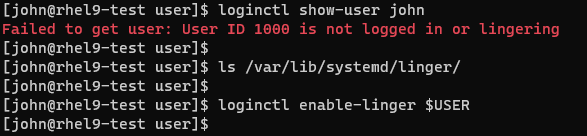 [john@rhel9-test user]$ loginctl show-user john
Failed to get user: User ID 1000 is not logged in or lingering
[john@rhel9-test user]$
[john@rhel9-test user]$ ls /var/lib/systemd/linger/
[john@rhel9-test user]$
[john@rhel9-test user]$ loginctl enable-linger $USER
[john@rhel9-test user]$